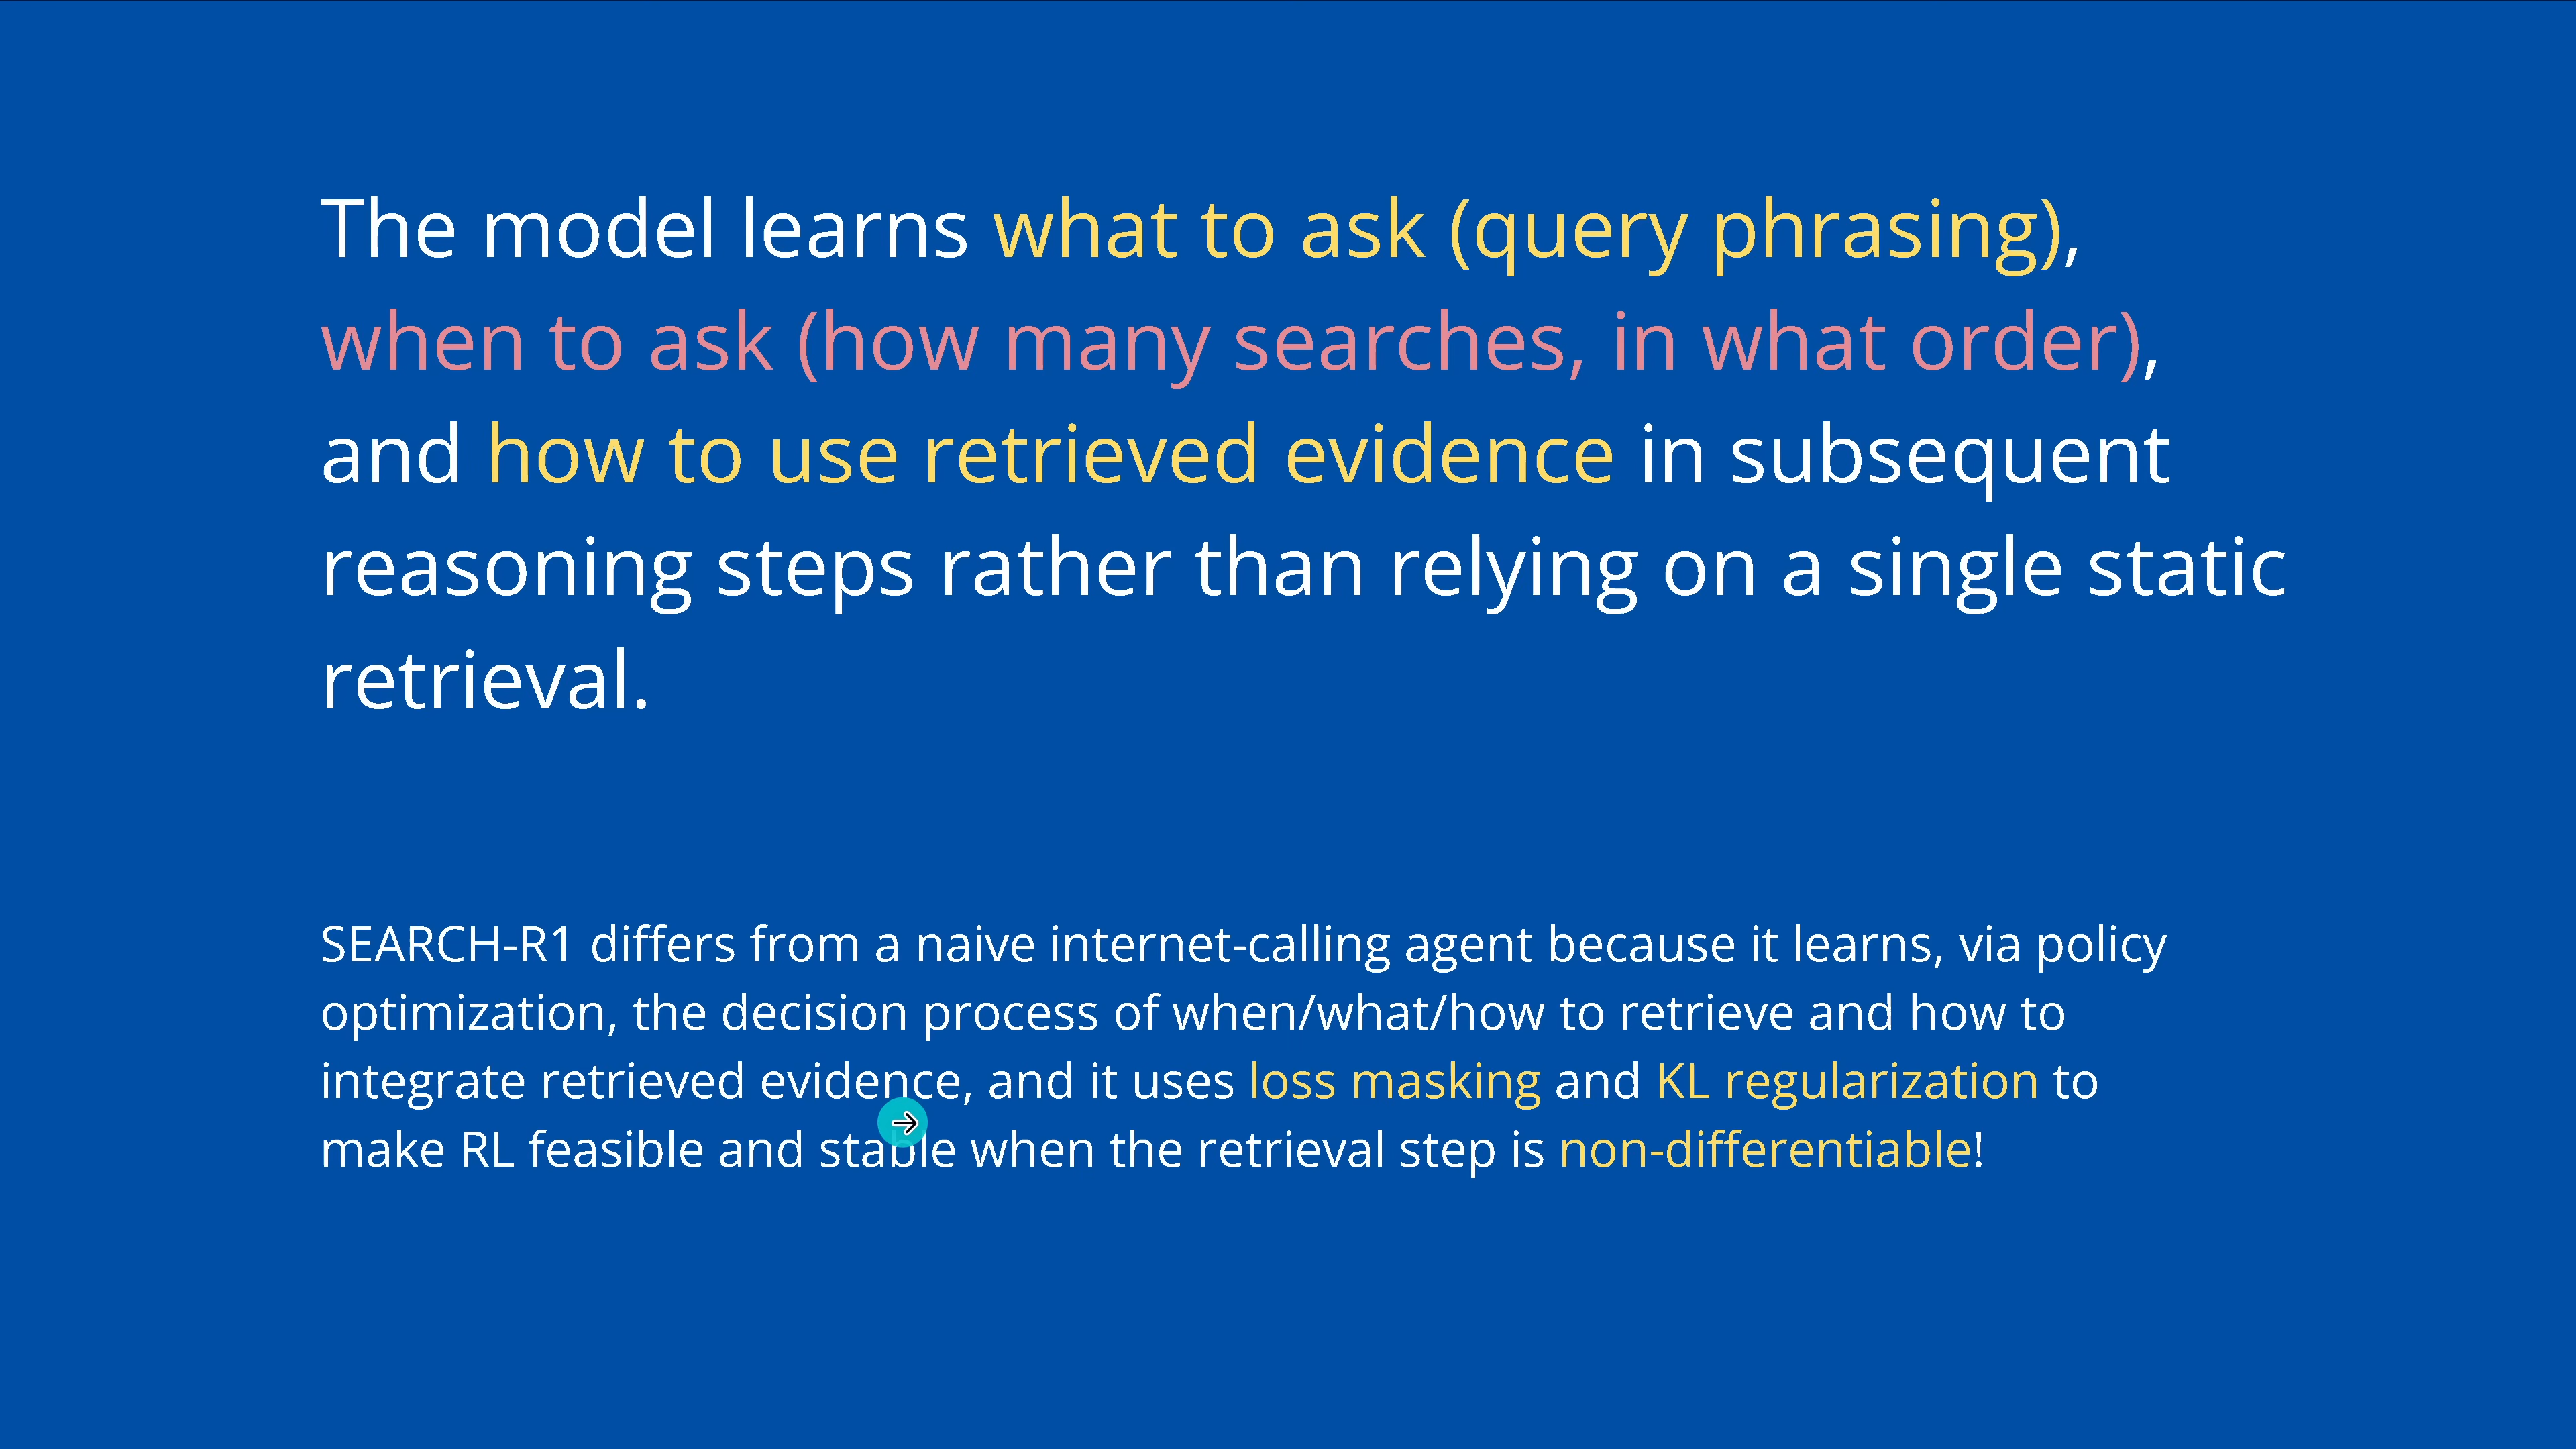 The model learns what to ask (query phrasing),
when to ask (how many searches, in what order),
and how to use retrieved evidence in subsequent
reasoning steps rather than relying on a single static
retrieval.
SEARCH-R1 differs from a naive internet-calling agent because it learns, via policy
optimization, the decision process of when/what/how to retrieve and how to
integrate retrieved evidence, and it uses loss masking and KL regularization to
make RL feasible and stable when the retrieval step is non-differentiable!